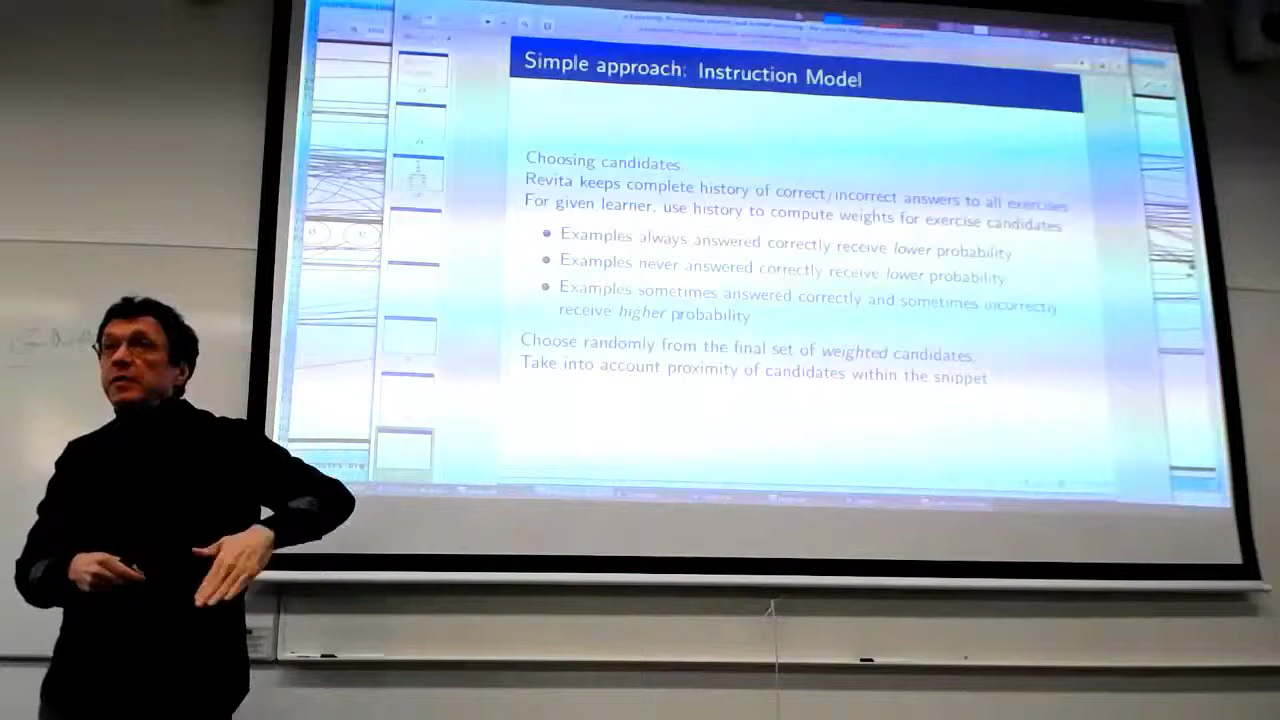 Simple approach: Instruction Model
Choosing candidates.
Revita keeps complete history of correct/incorrect answers to all exercises
For given learner, use history to compute weights for exercise candidates
Examples always answered correctly receive lower probability
Examples never answered correctly receive lower probability
Examples sometimes answered correctly and sometimes incorrectly
receive higher probability
Choose randomly from the final set of weighted candidates.
Take into account proximity of candidates within the snippet